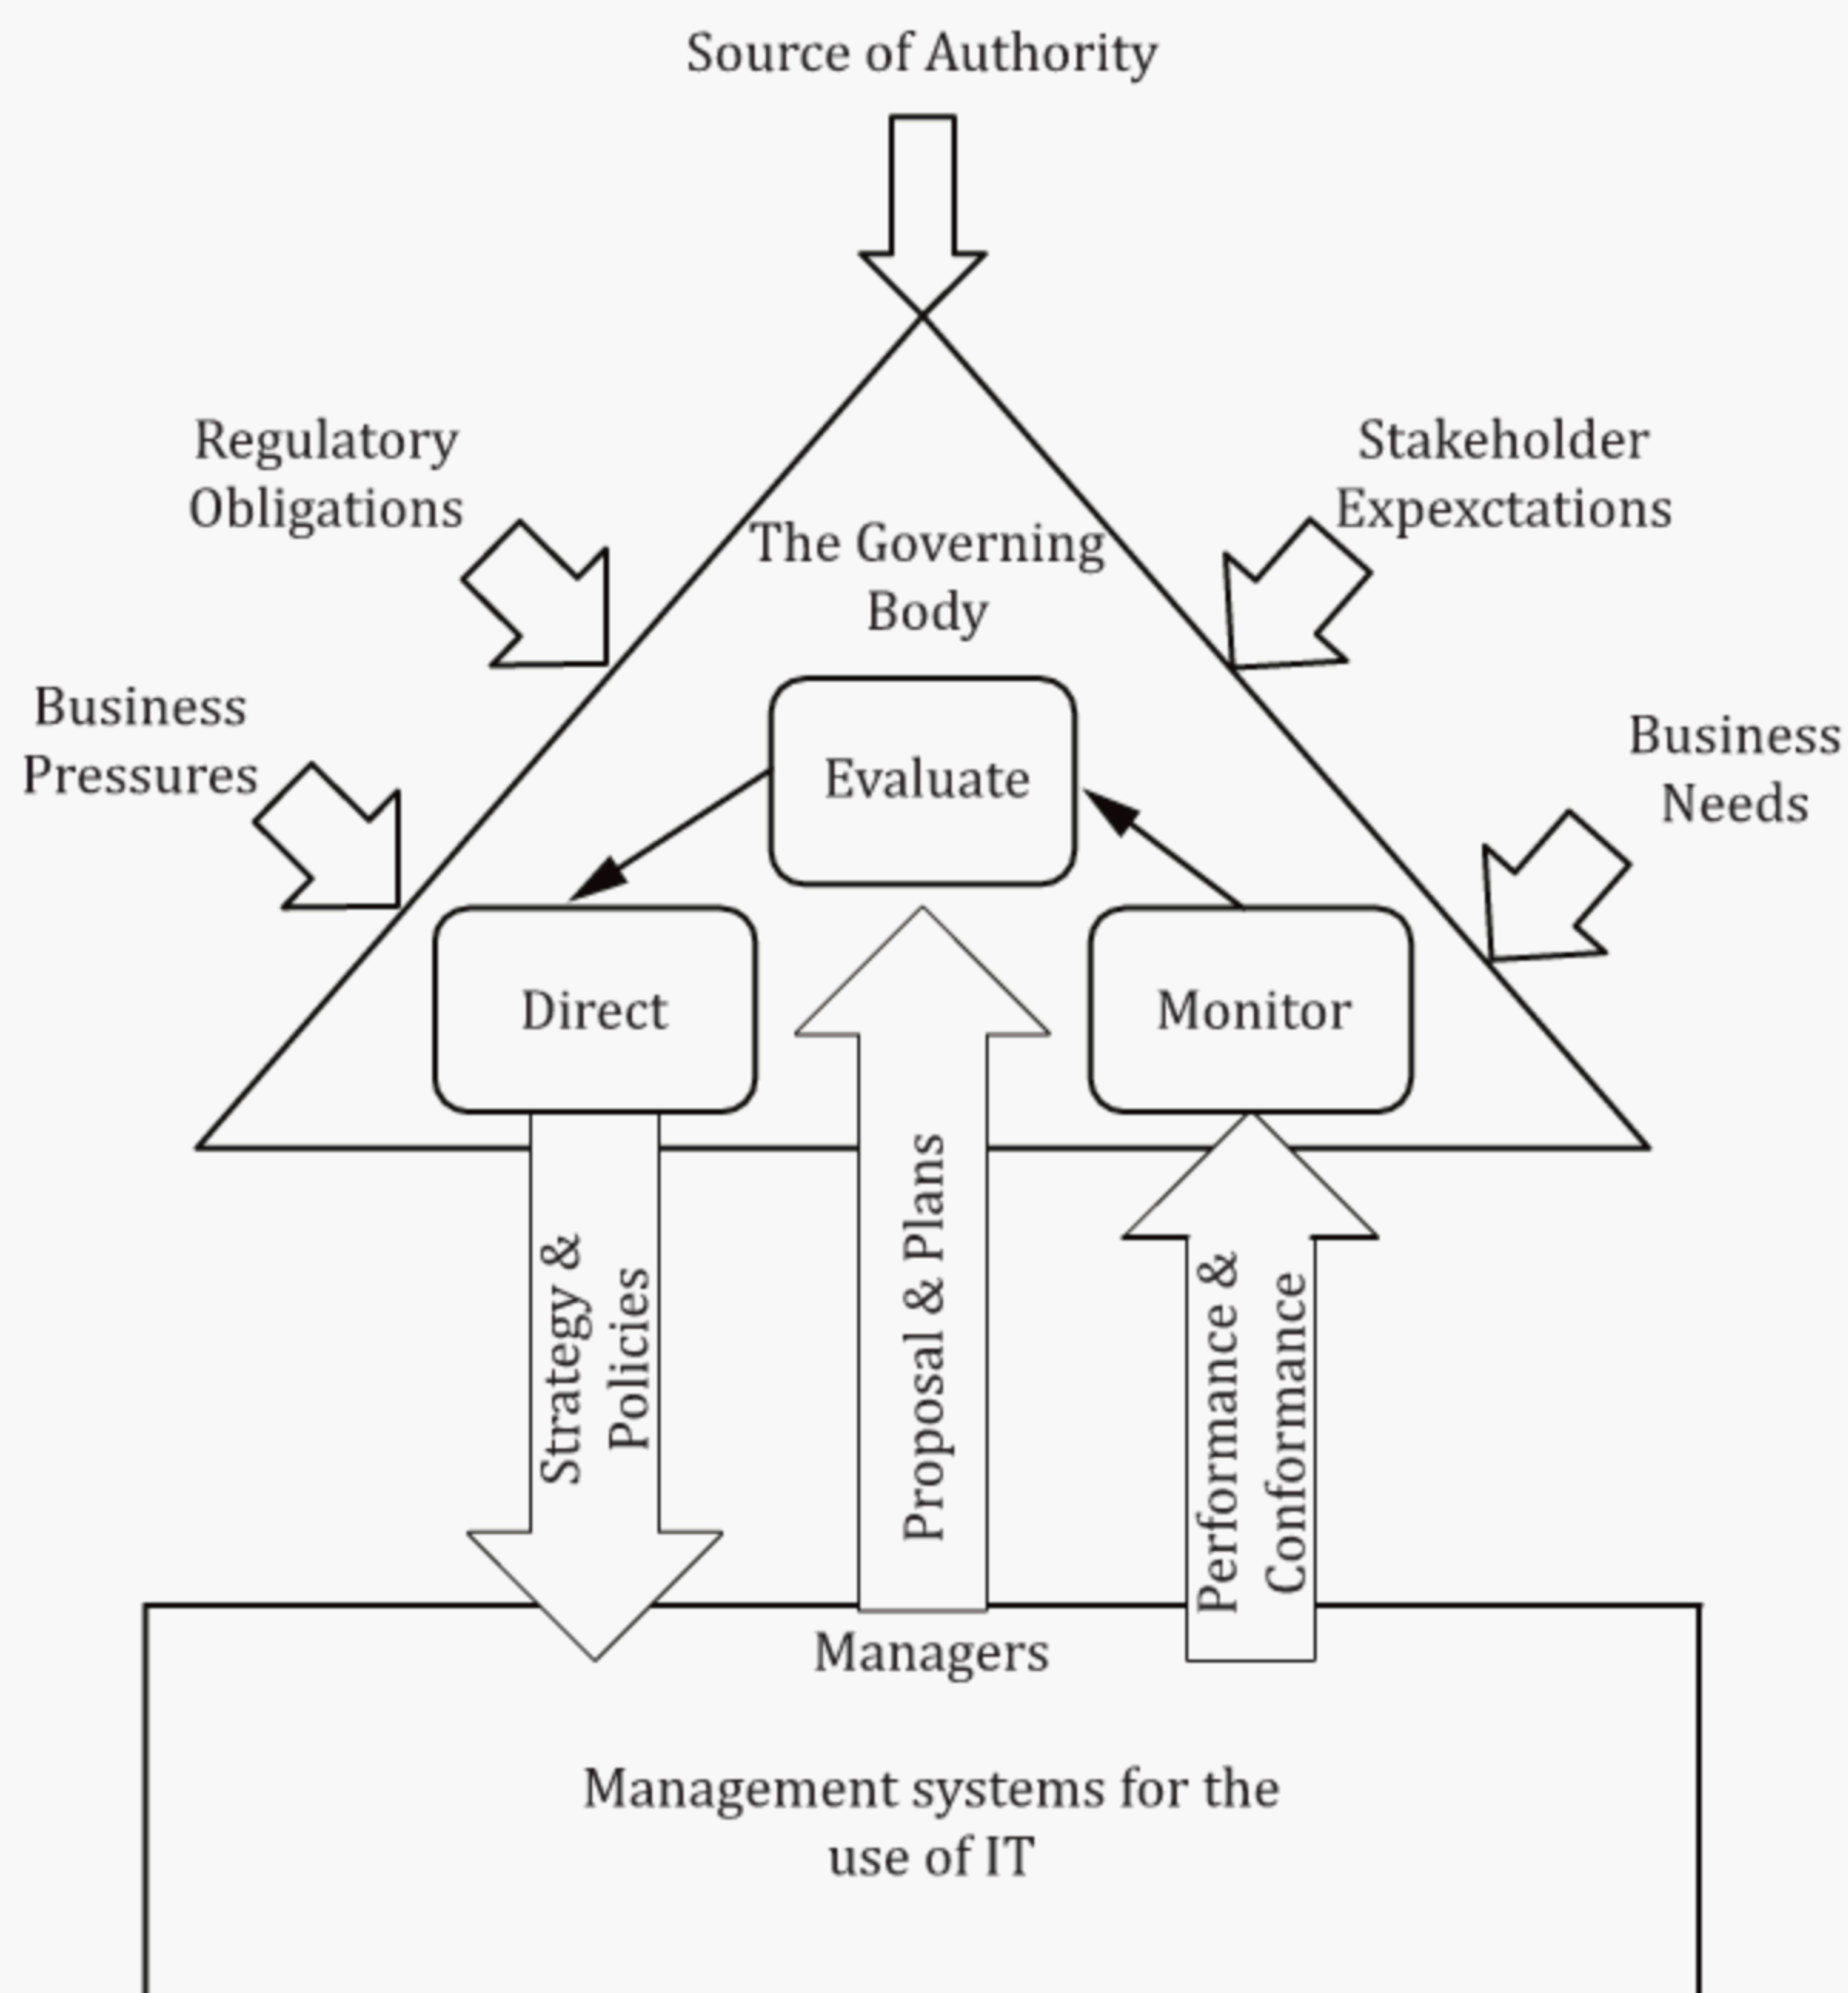 Source of Authority
Regulatory
Obligations
Stakeholder
Expexctations
The Governing
Body
Business
Pressures
Business
Needs
Evaluate
Direct
Monitor
Strategy &
Policies
Proposal & Plans
Performance &
Conformance
Managers
Management systems for the
use of IT